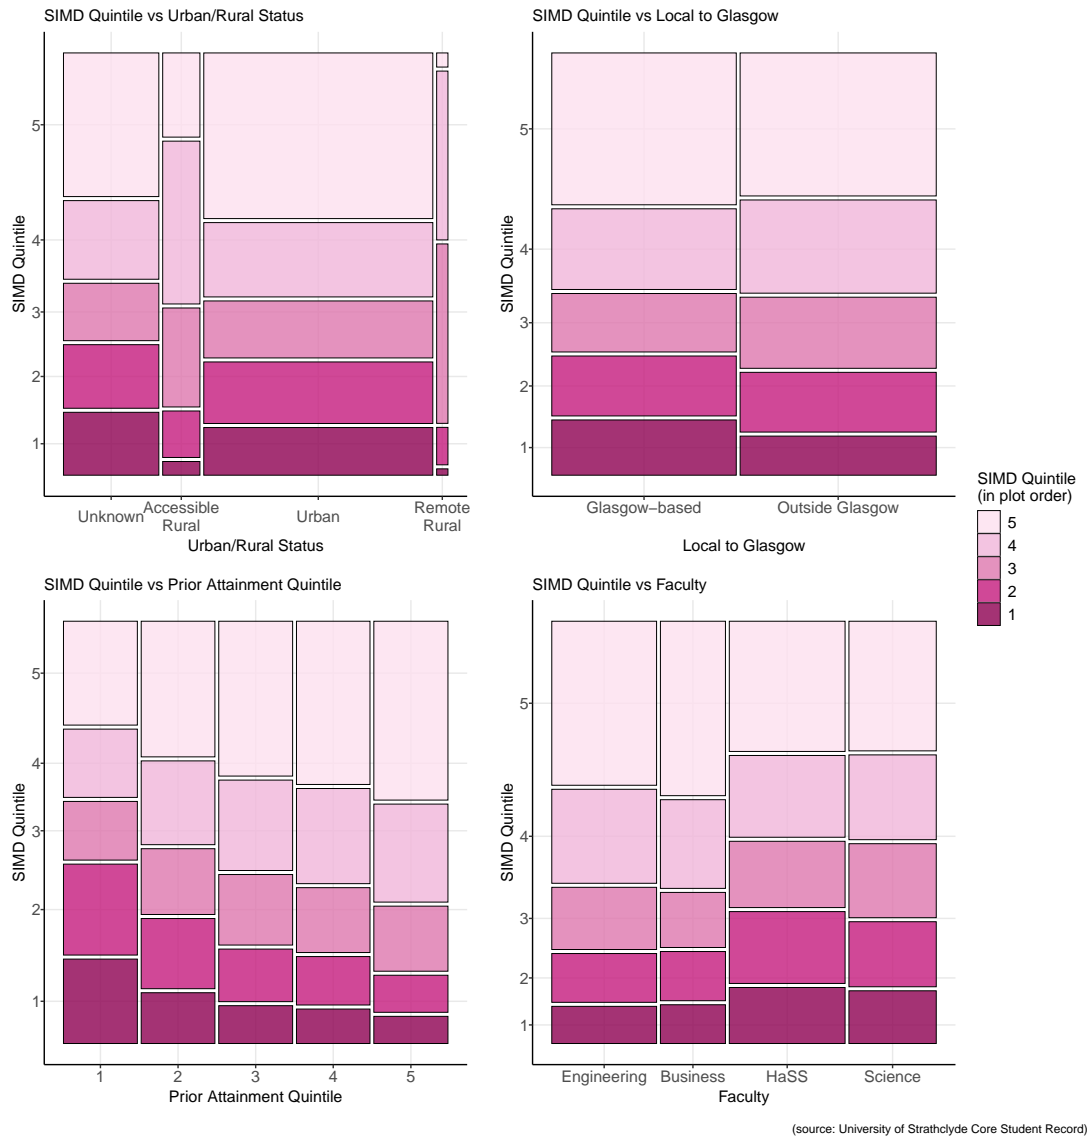 SIMD Quintile vs Urban/Rural Status
SIMD Quintile
5
4
3
2
1
Unknown
Accessible
Rural
Urban
Remote
Rural
Urban/Rural Status
SIMD Quintile vs Local to Glasgow
SIMD Quintile
5
4
3
2
1
Glasgow–based
Outside Glasgow
Local to Glasgow
SIMD Quintile
(in plot order)
5
4
3
2
1
SIMD Quintile vs Prior Attainment Quintile
SIMD Quintile
5
4
3
2
1
1 2 3 4 5
Prior Attainment Quintile
SIMD Quintile vs Faculty
SIMD Quintile
5
4
3
2
1
Engineering Business HaSS Science
Faculty
(source: University of Strathclyde Core Student Record)